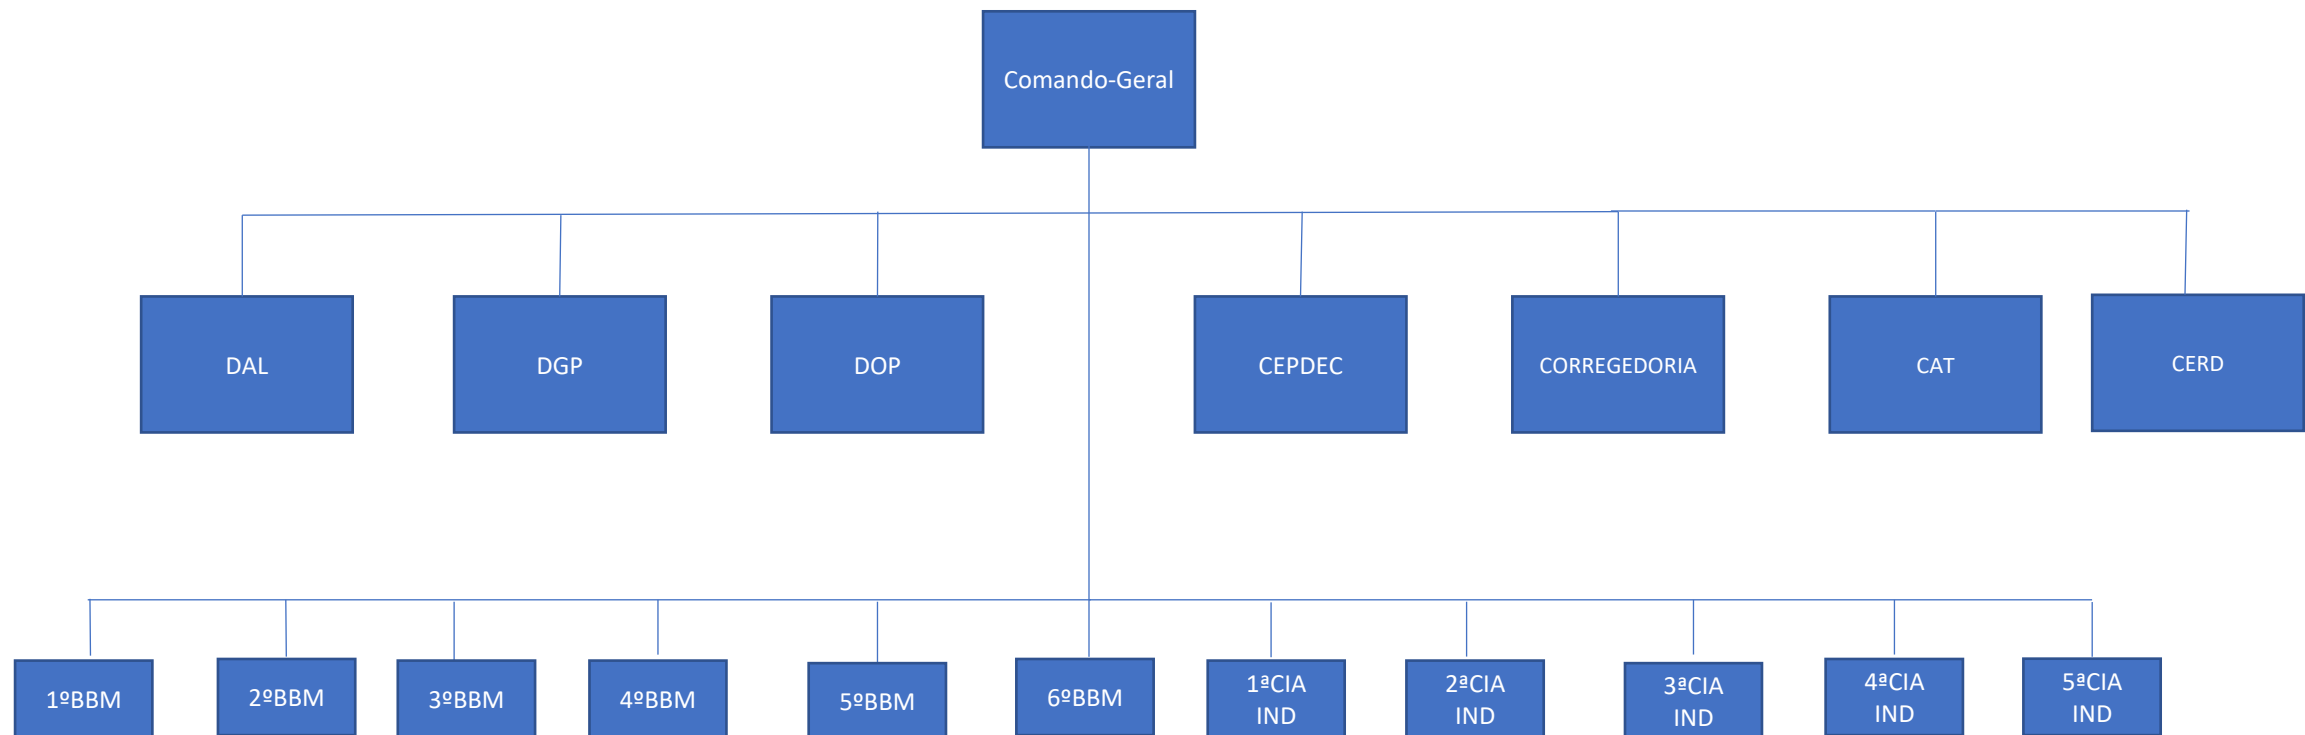 Comando-Geral
DAL
DGP
DOP
CEPDEC
CORREGEDORIA
CAT
CERD
1ºBBM
2ºBBM
3ºBBM
4ºBBM
5ºBBM
6ºBBM
1ªCIA
IND
2ªCIA
IND
3ªCIA
IND
4ªCIA
IND
5ªCIA
IND